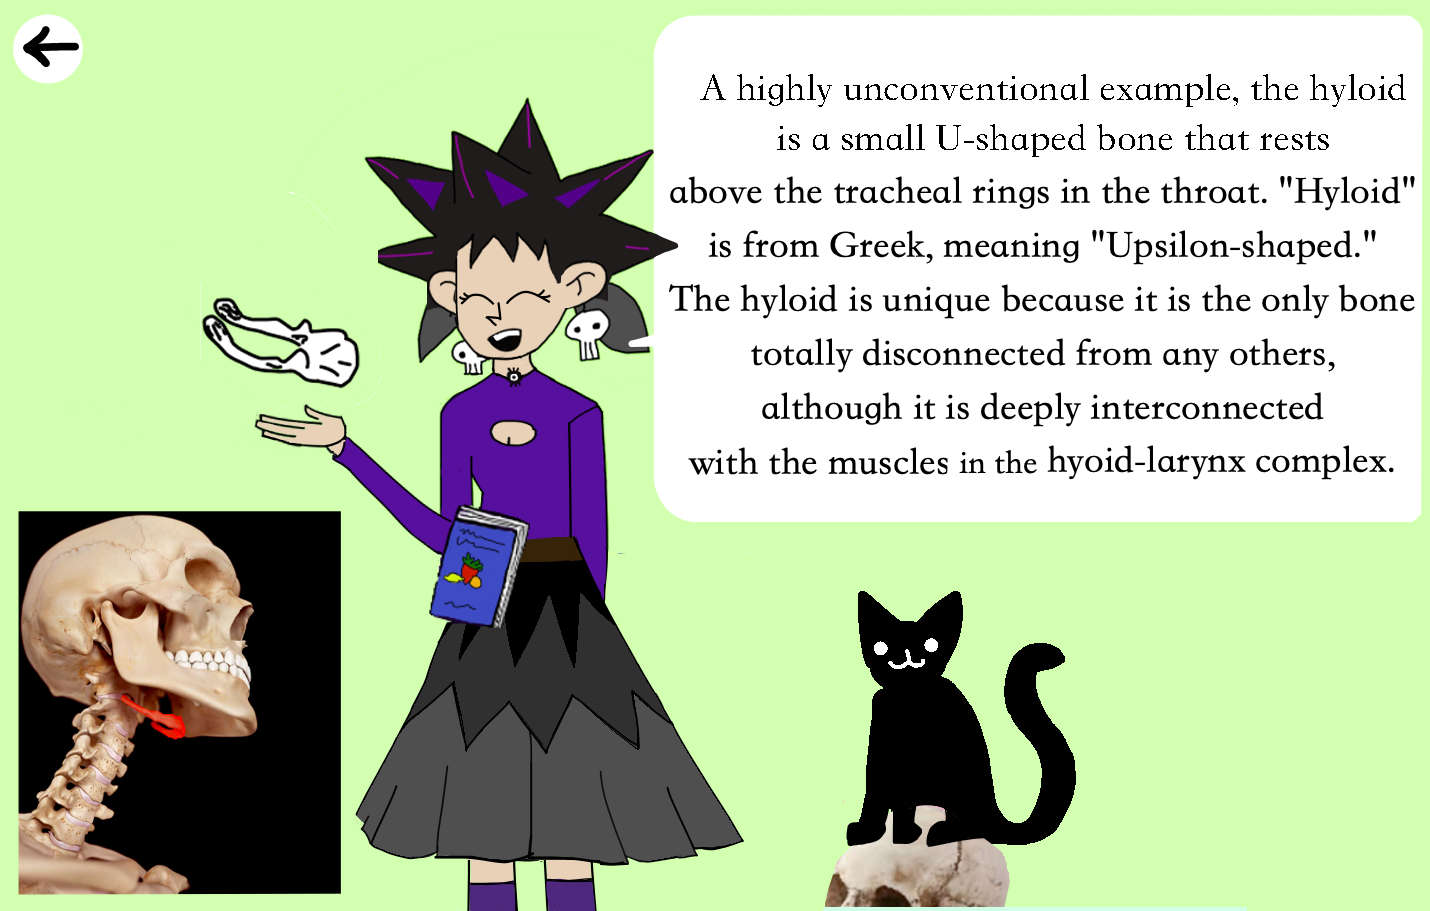 A highly unconventional example, the hyloid
is a small U-shaped bone that rests
above the tracheal rings in the throat. "Hyloid"
is from Greek, meaning "Upsilon-shaped."
The hyloid is unique because it is the only bone
totally disconnected from any others,
although it is deeply interconnected
with the muscles in the hyoid-larynx complex.